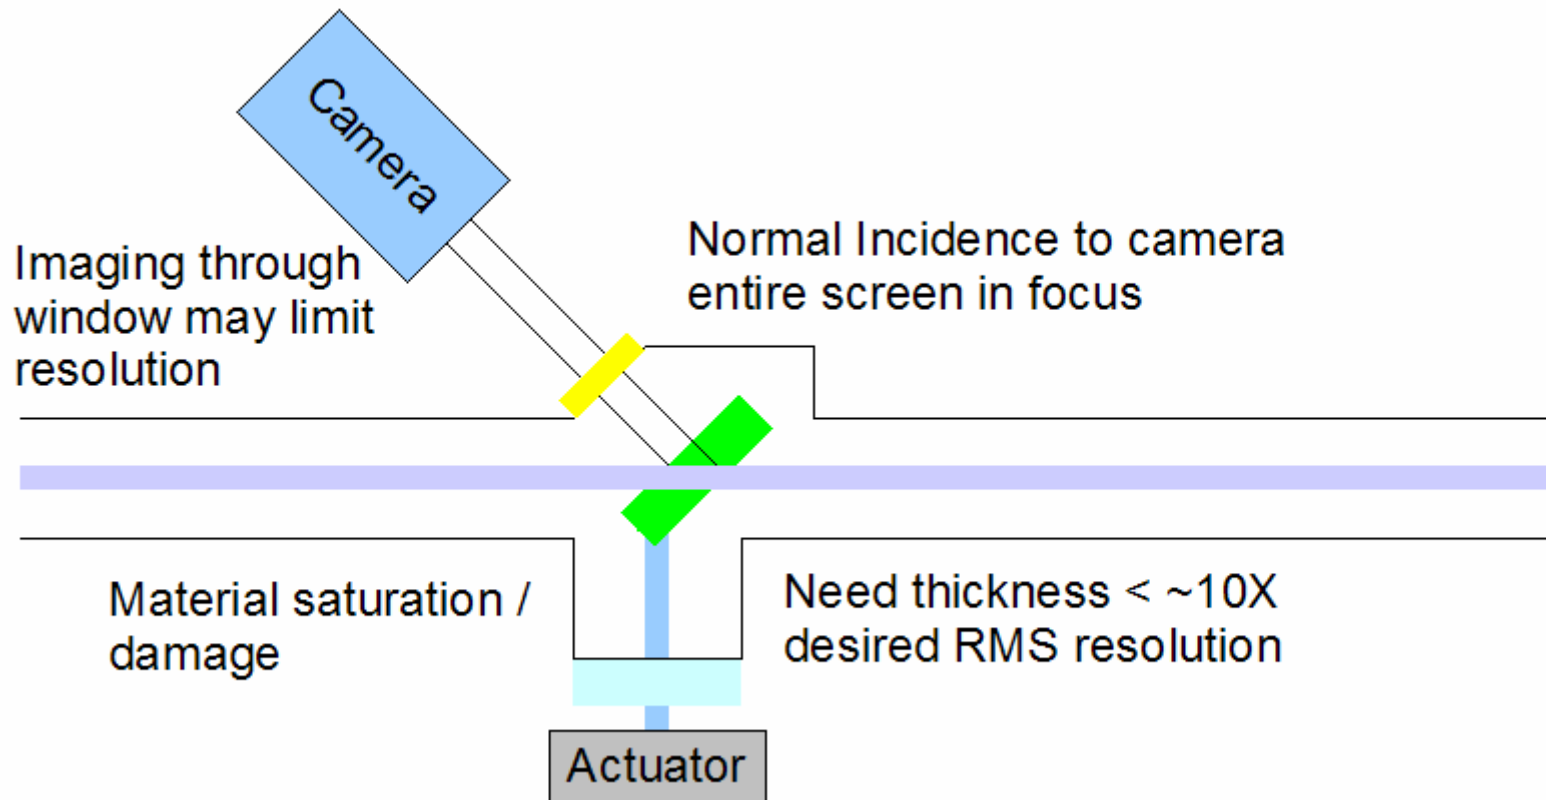 Camera
Imaging through
window may limit
resolution
Normal Incidence to camera
entire screen in focus
Material saturation /
damage
Need thickness < ~10X
desired RMS resolution
Actuator